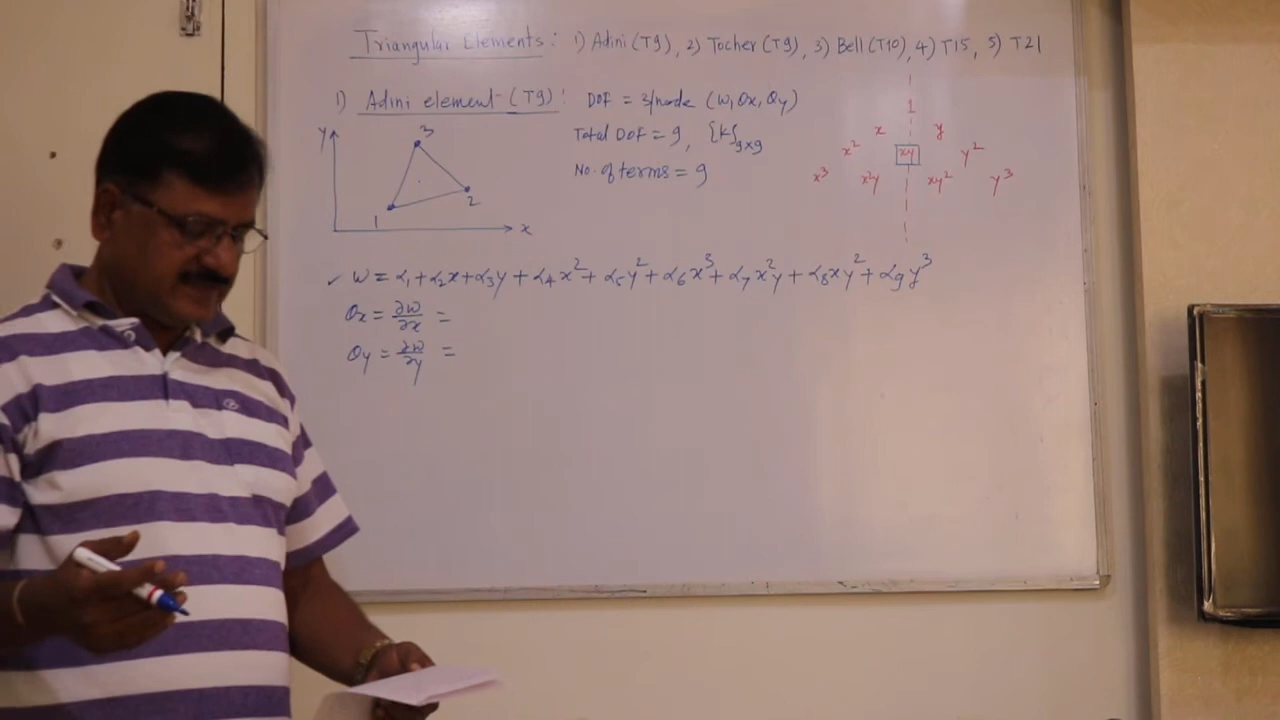 Triangular Elements: 1) Adini (T9), 2) Tocher (T9), 3) Bell (T10), 4) T15, 5) T21
1) Adini element-(T9): DOF = 3/node (w, θx, θy)
Total DOF = 9, {k}9×9
No. of terms = 9
y
3
2
1
x
1
x y
x² xy y²
x³ x²y xy² y³
✓ w = α1 + α2x + α3y + α4x² + α5y² + α6x³ + α7x²y + α8xy² + α9y³
θx = ∂w/∂x =
θy = ∂w/∂y =